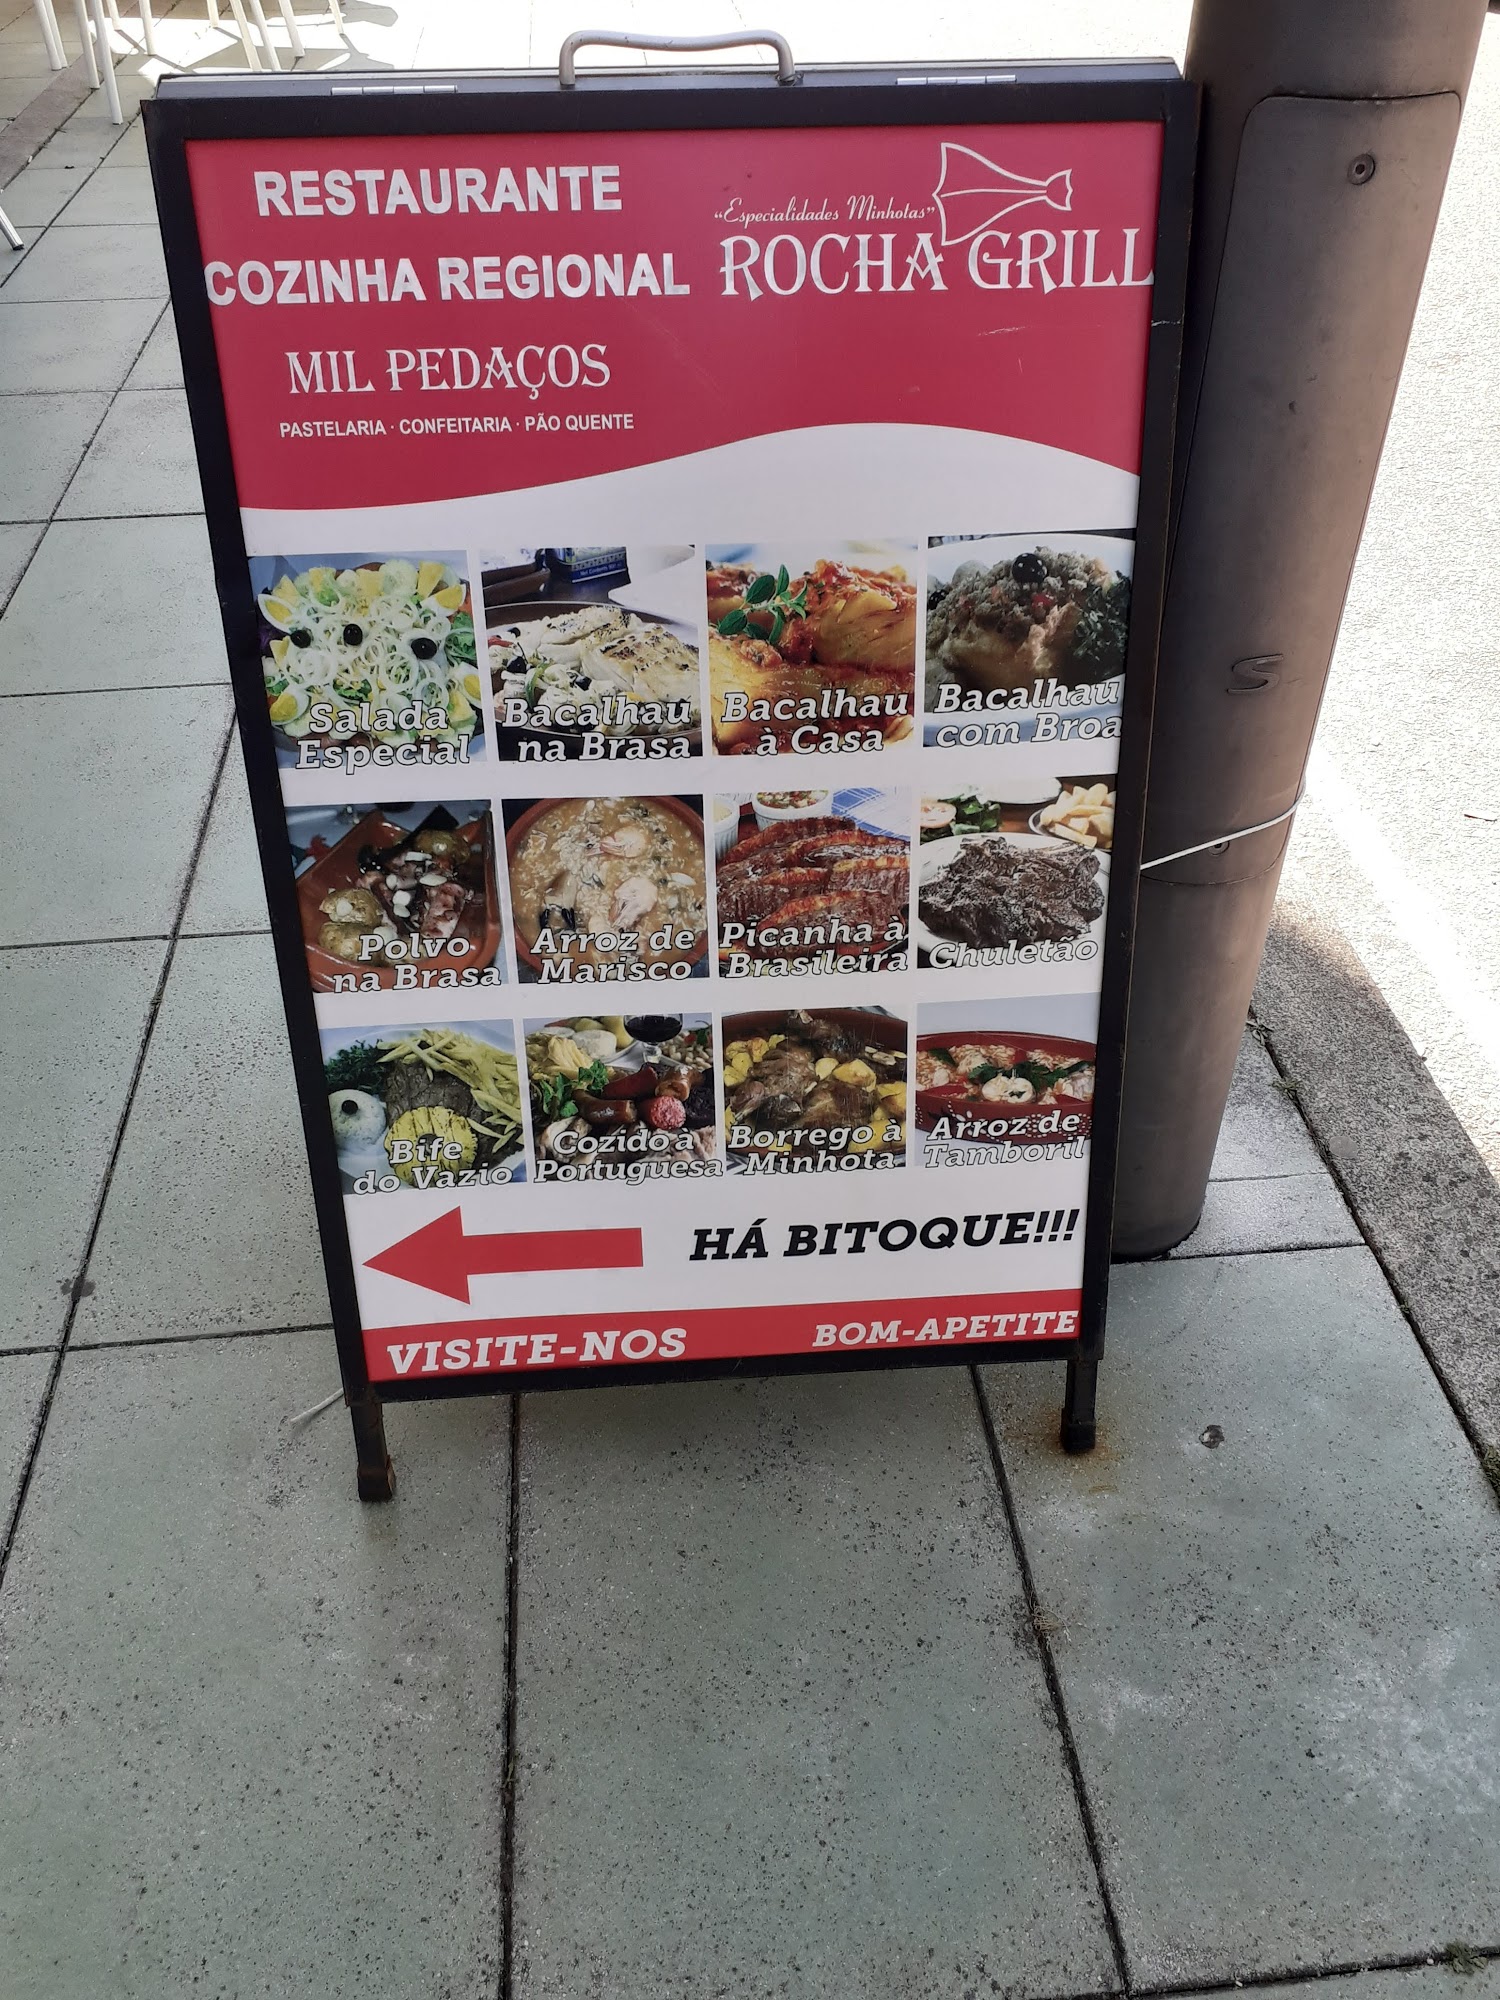 RESTAURANTE
COZINHA REGIONAL
MIL PEDAÇOS
PASTELARIA · CONFEITARIA · PÃO QUENTE
"Especialidades Minhotas"
ROCHA GRILL
Salada
Especial
Bacalhau
na Brasa
Bacalhau
à Casa
Bacalhau
com Broa
Polvo
na Brasa
Arroz de
Marisco
Picanha à
Brasileira
Chuletão
Bife
do Vazio
Cozido à
Portuguesa
Borrego à
Minhota
Arroz de
Tamboril
HÁ BITOQUE!!!
VISITE-NOS
BOM-APETITE
S